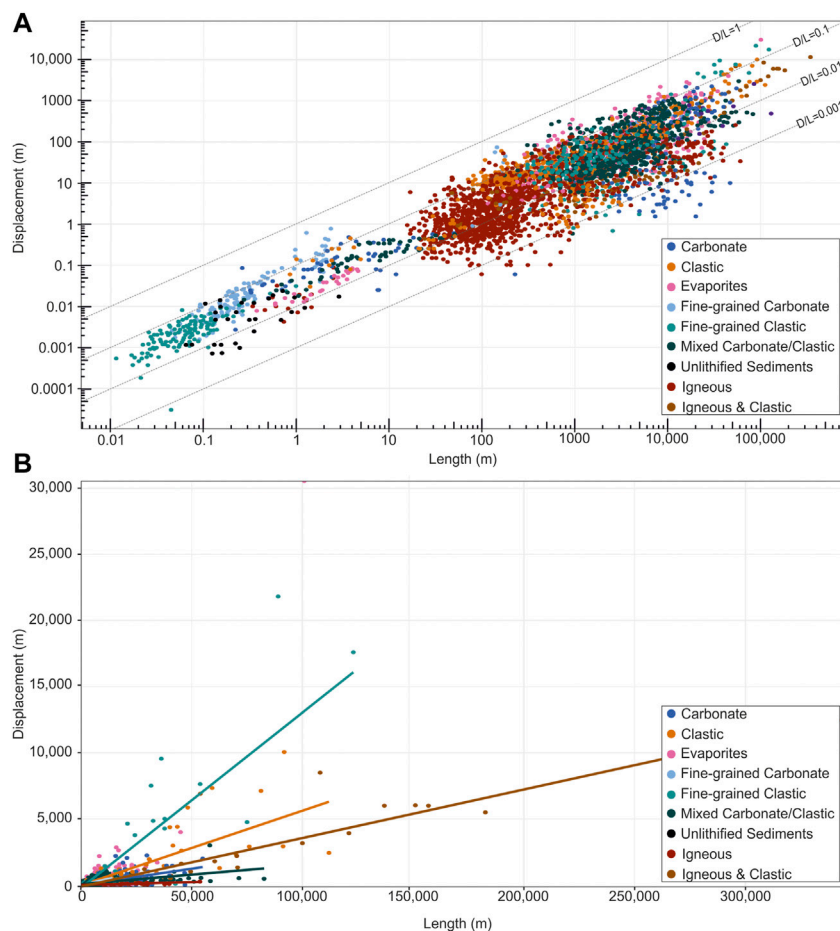 A
D/L=1
D/L=0.1
D/L=0.01
D/L=0.001
10,000
1000
100
10
1
0.1
0.01
0.001
0.0001
Displacement (m)
Carbonate
Clastic
Evaporites
Fine-grained Carbonate
Fine-grained Clastic
Mixed Carbonate/Clastic
Unlithified Sediments
Igneous
Igneous & Clastic
0.01
0.1
1
10
100
1000
10,000
100,000
Length (m)
B
30,000
25,000
20,000
15,000
10,000
5,000
0
Displacement (m)
Carbonate
Clastic
Evaporites
Fine-grained Carbonate
Fine-grained Clastic
Mixed Carbonate/Clastic
Unlithified Sediments
Igneous
Igneous & Clastic
0
50,000
100,000
150,000
200,000
250,000
300,000
Length (m)